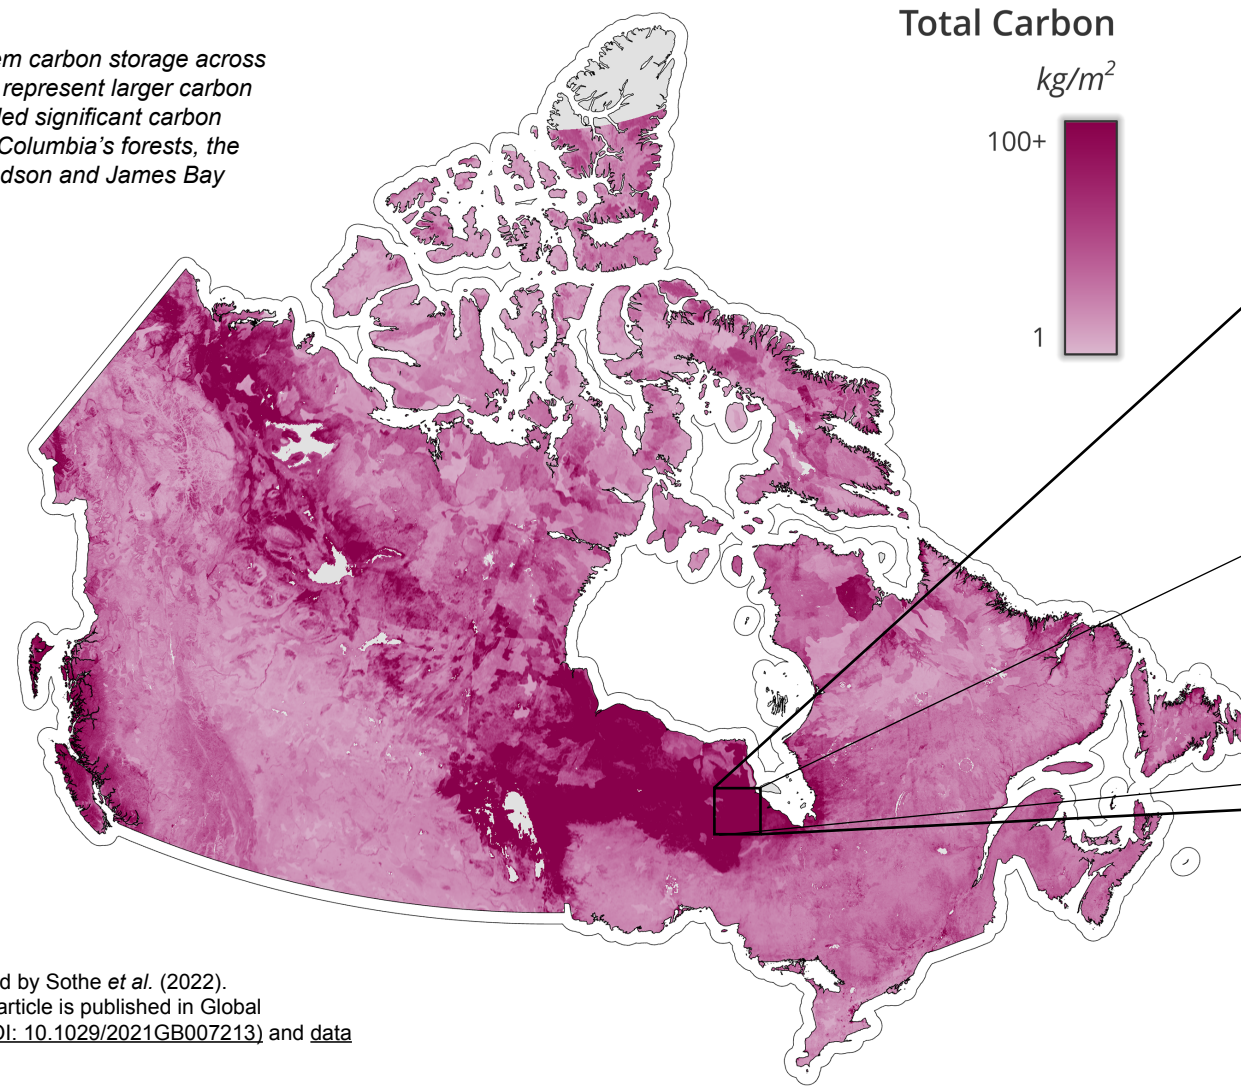 em carbon storage across
represent larger carbon
led significant carbon
Columbia's forests, the
dson and James Bay
Total Carbon
kg/m²
100+
1
d by Sothe et al. (2022).
article is published in Global
OI: 10.1029/2021GB007213) and data